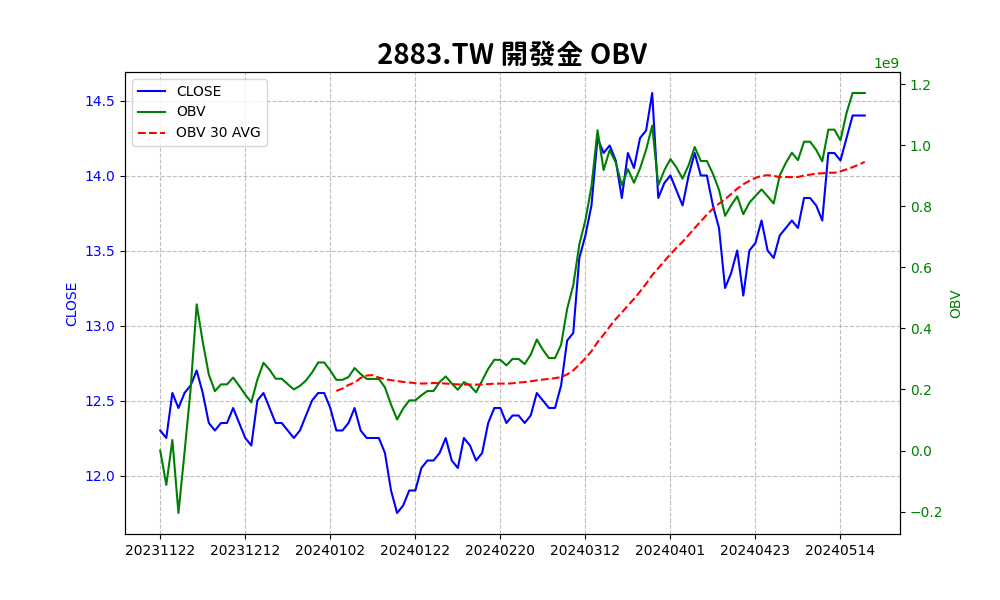 2883.TW 開發金 OBV
1e9
CLOSE
OBV
OBV 30 AVG
14.5
14.0
13.5
13.0
12.5
12.0
CLOSE
1.2
1.0
0.8
0.6
0.4
0.2
0.0
−0.2
OBV
20231122 20231212 20240102 20240122 20240220 20240312 20240401 20240423 20240514